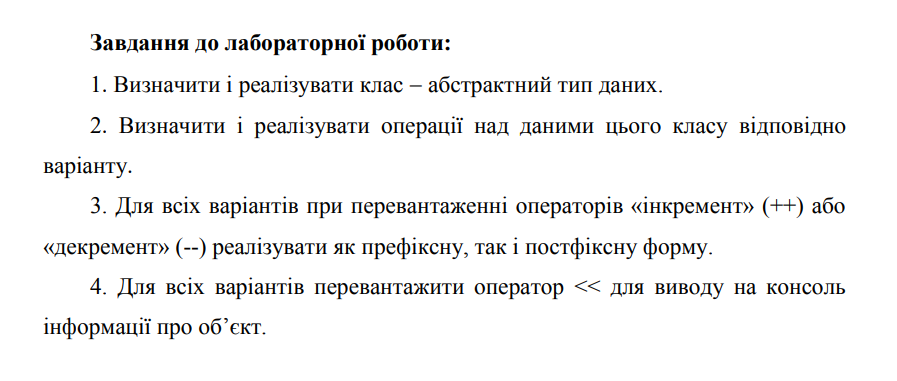 Завдання до лабораторної роботи:
1. Визначити і реалізувати клас – абстрактний тип даних.
2. Визначити і реалізувати операції над даними цього класу відповідно
варіанту.
3. Для всіх варіантів при перевантаженні операторів «інкремент» (++) або
«декремент» (--) реалізувати як префіксну, так і постфіксну форму.
4. Для всіх варіантів перевантажити оператор << для виводу на консоль
інформації про об’єкт.